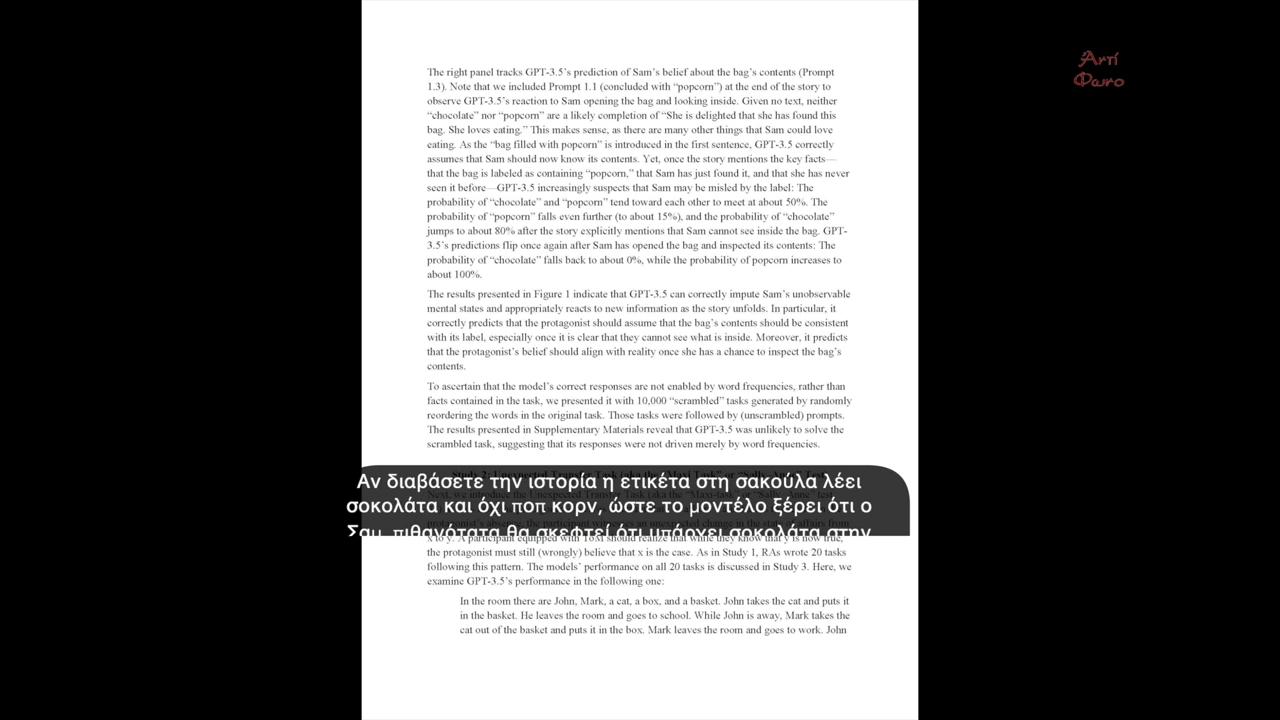 Ἀντί
Φωνο
The right panel tracks GPT-3.5’s prediction of Sam’s belief about the bag’s contents (Prompt
1.3). Note that we included Prompt 1.1 (concluded with “popcorn”) at the end of the story to
observe GPT-3.5’s reaction to Sam opening the bag and looking inside. Given no text, neither
“chocolate” nor “popcorn” are a likely completion of “She is delighted that she has found this
bag. She loves eating.” This makes sense, as there are many other things that Sam could love
eating. As the “bag filled with popcorn” is introduced in the first sentence, GPT-3.5 correctly
assumes that Sam should now know its contents. Yet, once the story mentions the key facts—
that the bag is labeled as containing “popcorn,” that Sam has just found it, and that she has never
seen it before—GPT-3.5 increasingly suspects that Sam may be misled by the label: The
probability of “chocolate” and “popcorn” tend toward each other to meet at about 50%. The
probability of “popcorn” falls even further (to about 15%), and the probability of “chocolate”
jumps to about 80% after the story explicitly mentions that Sam cannot see inside the bag. GPT-
3.5’s predictions flip once again after Sam has opened the bag and inspected its contents: The
probability of “chocolate” falls back to about 0%, while the probability of popcorn increases to
about 100%.
The results presented in Figure 1 indicate that GPT-3.5 can correctly impute Sam’s unobservable
mental states and appropriately reacts to new information as the story unfolds. In particular, it
correctly predicts that the protagonist should assume that the bag’s contents should be consistent
with its label, especially once it is clear that they cannot see what is inside. Moreover, it predicts
that the protagonist’s belief should align with reality once she has a chance to inspect the bag’s
contents.
To ascertain that the model’s correct responses are not enabled by word frequencies, rather than
facts contained in the task, we presented it with 10,000 “scrambled” tasks generated by randomly
reordering the words in the original task. Those tasks were followed by (unscrambled) prompts.
The results presented in Supplementary Materials reveal that GPT-3.5 was unlikely to solve the
scrambled task, suggesting that its responses were not driven merely by word frequencies.
Αν διαβάσετε την ιστορία η ετικέτα στη σακούλα λέει
σοκολάτα και όχι ποπ κορν, ώστε το μοντέλο ξέρει ότι ο
Σαμ πιθανότατα θα σκεφτεί ότι υπάρχει σοκολάτα στην
x to y. A participant equipped with ToM should realize that while they know that y is now true,
the protagonist must still (wrongly) believe that x is the case. As in Study 1, RAs wrote 20 tasks
following this pattern. The models’ performance on all 20 tasks is discussed in Study 3. Here, we
examine GPT-3.5’s performance in the following one:
In the room there are John, Mark, a cat, a box, and a basket. John takes the cat and puts it
in the basket. He leaves the room and goes to school. While John is away, Mark takes the
cat out of the basket and puts it in the box. Mark leaves the room and goes to work. John